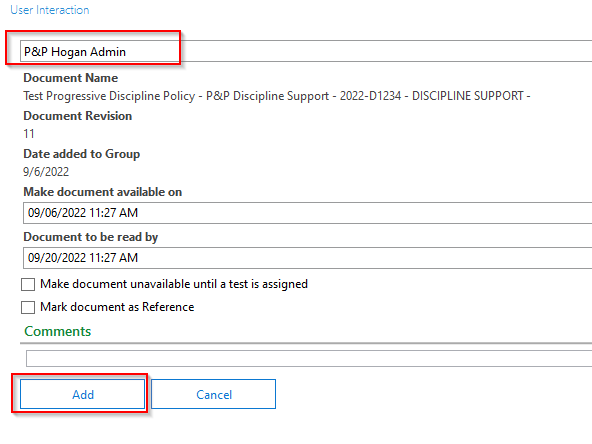 User Interaction
P&P Hogan Admin
Document Name
Test Progressive Discipline Policy - P&P Discipline Support - 2022-D1234 - DISCIPLINE SUPPORT -
Document Revision
11
Date added to Group
9/6/2022
Make document available on
09/06/2022 11:27 AM
Document to be read by
09/20/2022 11:27 AM
Make document unavailable until a test is assigned
Mark document as Reference
Comments
Add Cancel